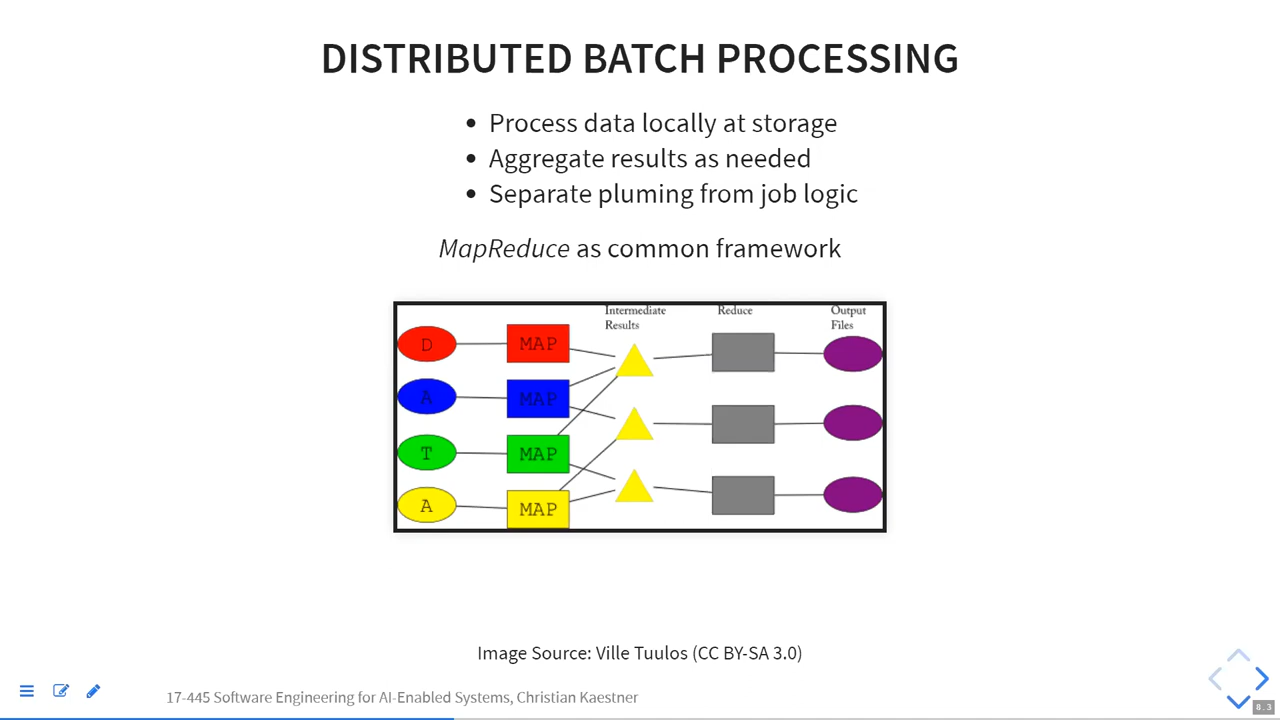 DISTRIBUTED BATCH PROCESSING
Process data locally at storage
Aggregate results as needed
Separate pluming from job logic
MapReduce as common framework
Intermediate Results
Reduce
Output Files
D
MAP
A
MAP
T
MAP
A
MAP
Image Source: Ville Tuulos (CC BY-SA 3.0)
17-445 Software Engineering for AI-Enabled Systems, Christian Kaestner
8.3